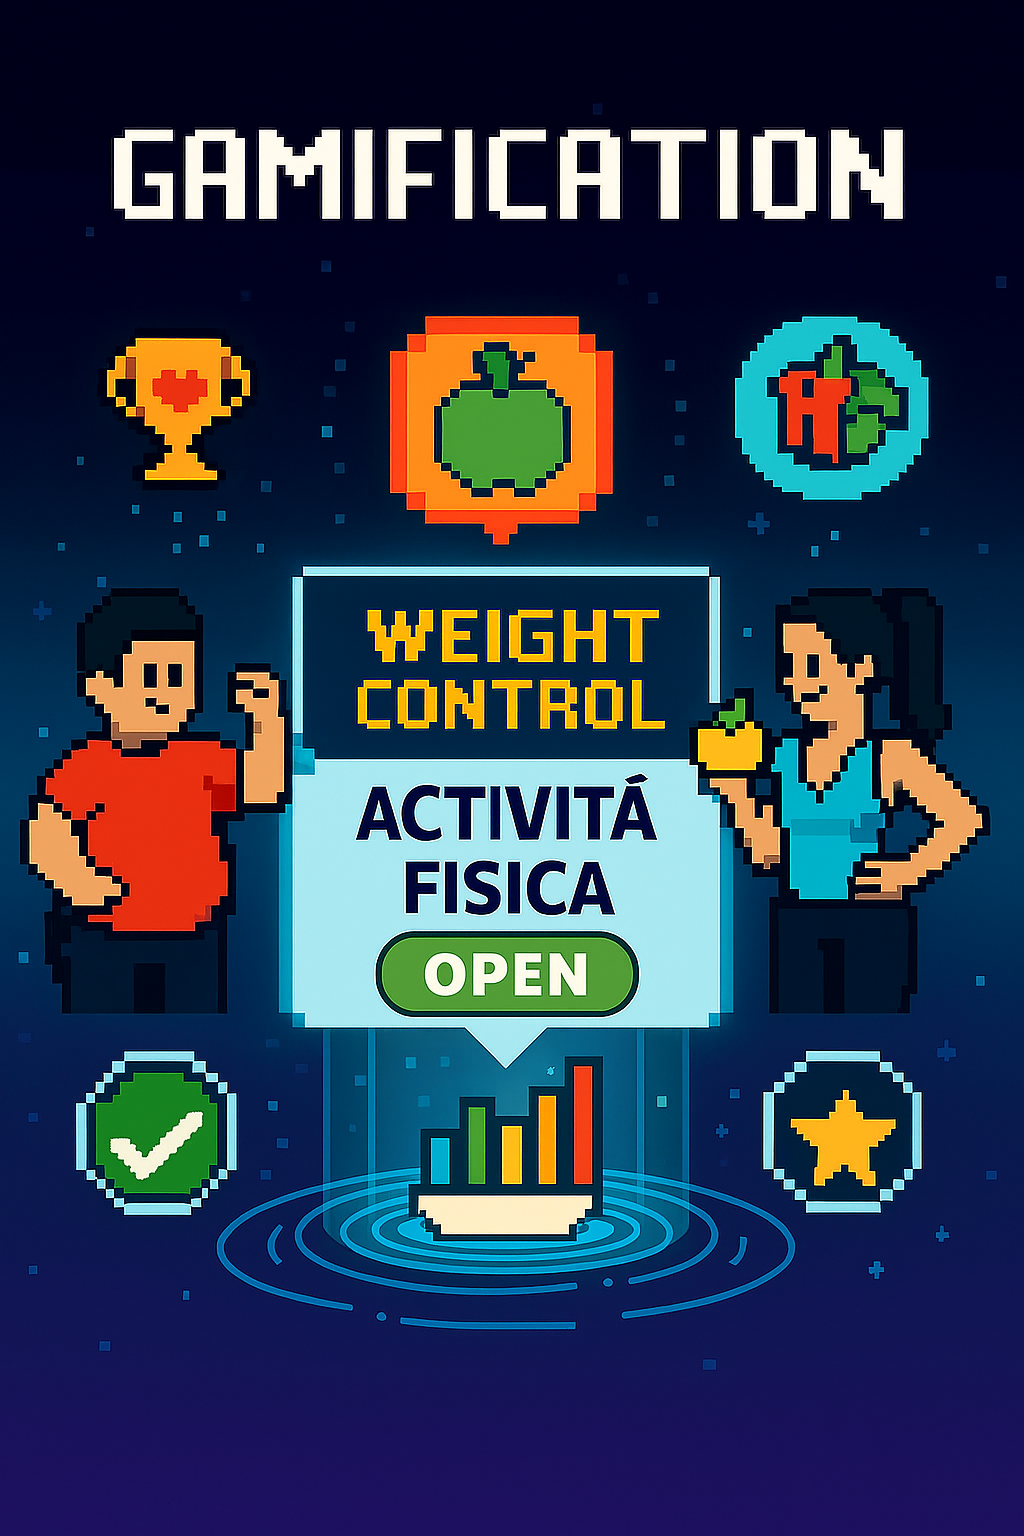 GAMIFICATION
WEIGHT
CONTROL
ACTIVITÁ
FISICA
OPEN